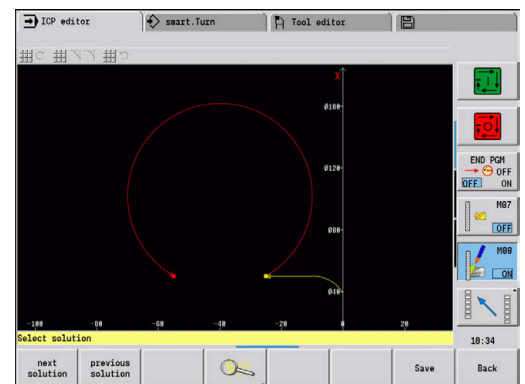 ICP editor
smart.Turn
Tool editor
X
Ø160
Ø120
Ø80
Ø40
-100 -80 -60 -40 -20 0 20
END PGM
OFF
OFF ON
M07
OFF
M08
ON
Select solution
10:34
next solution
previous solution
Save
Back